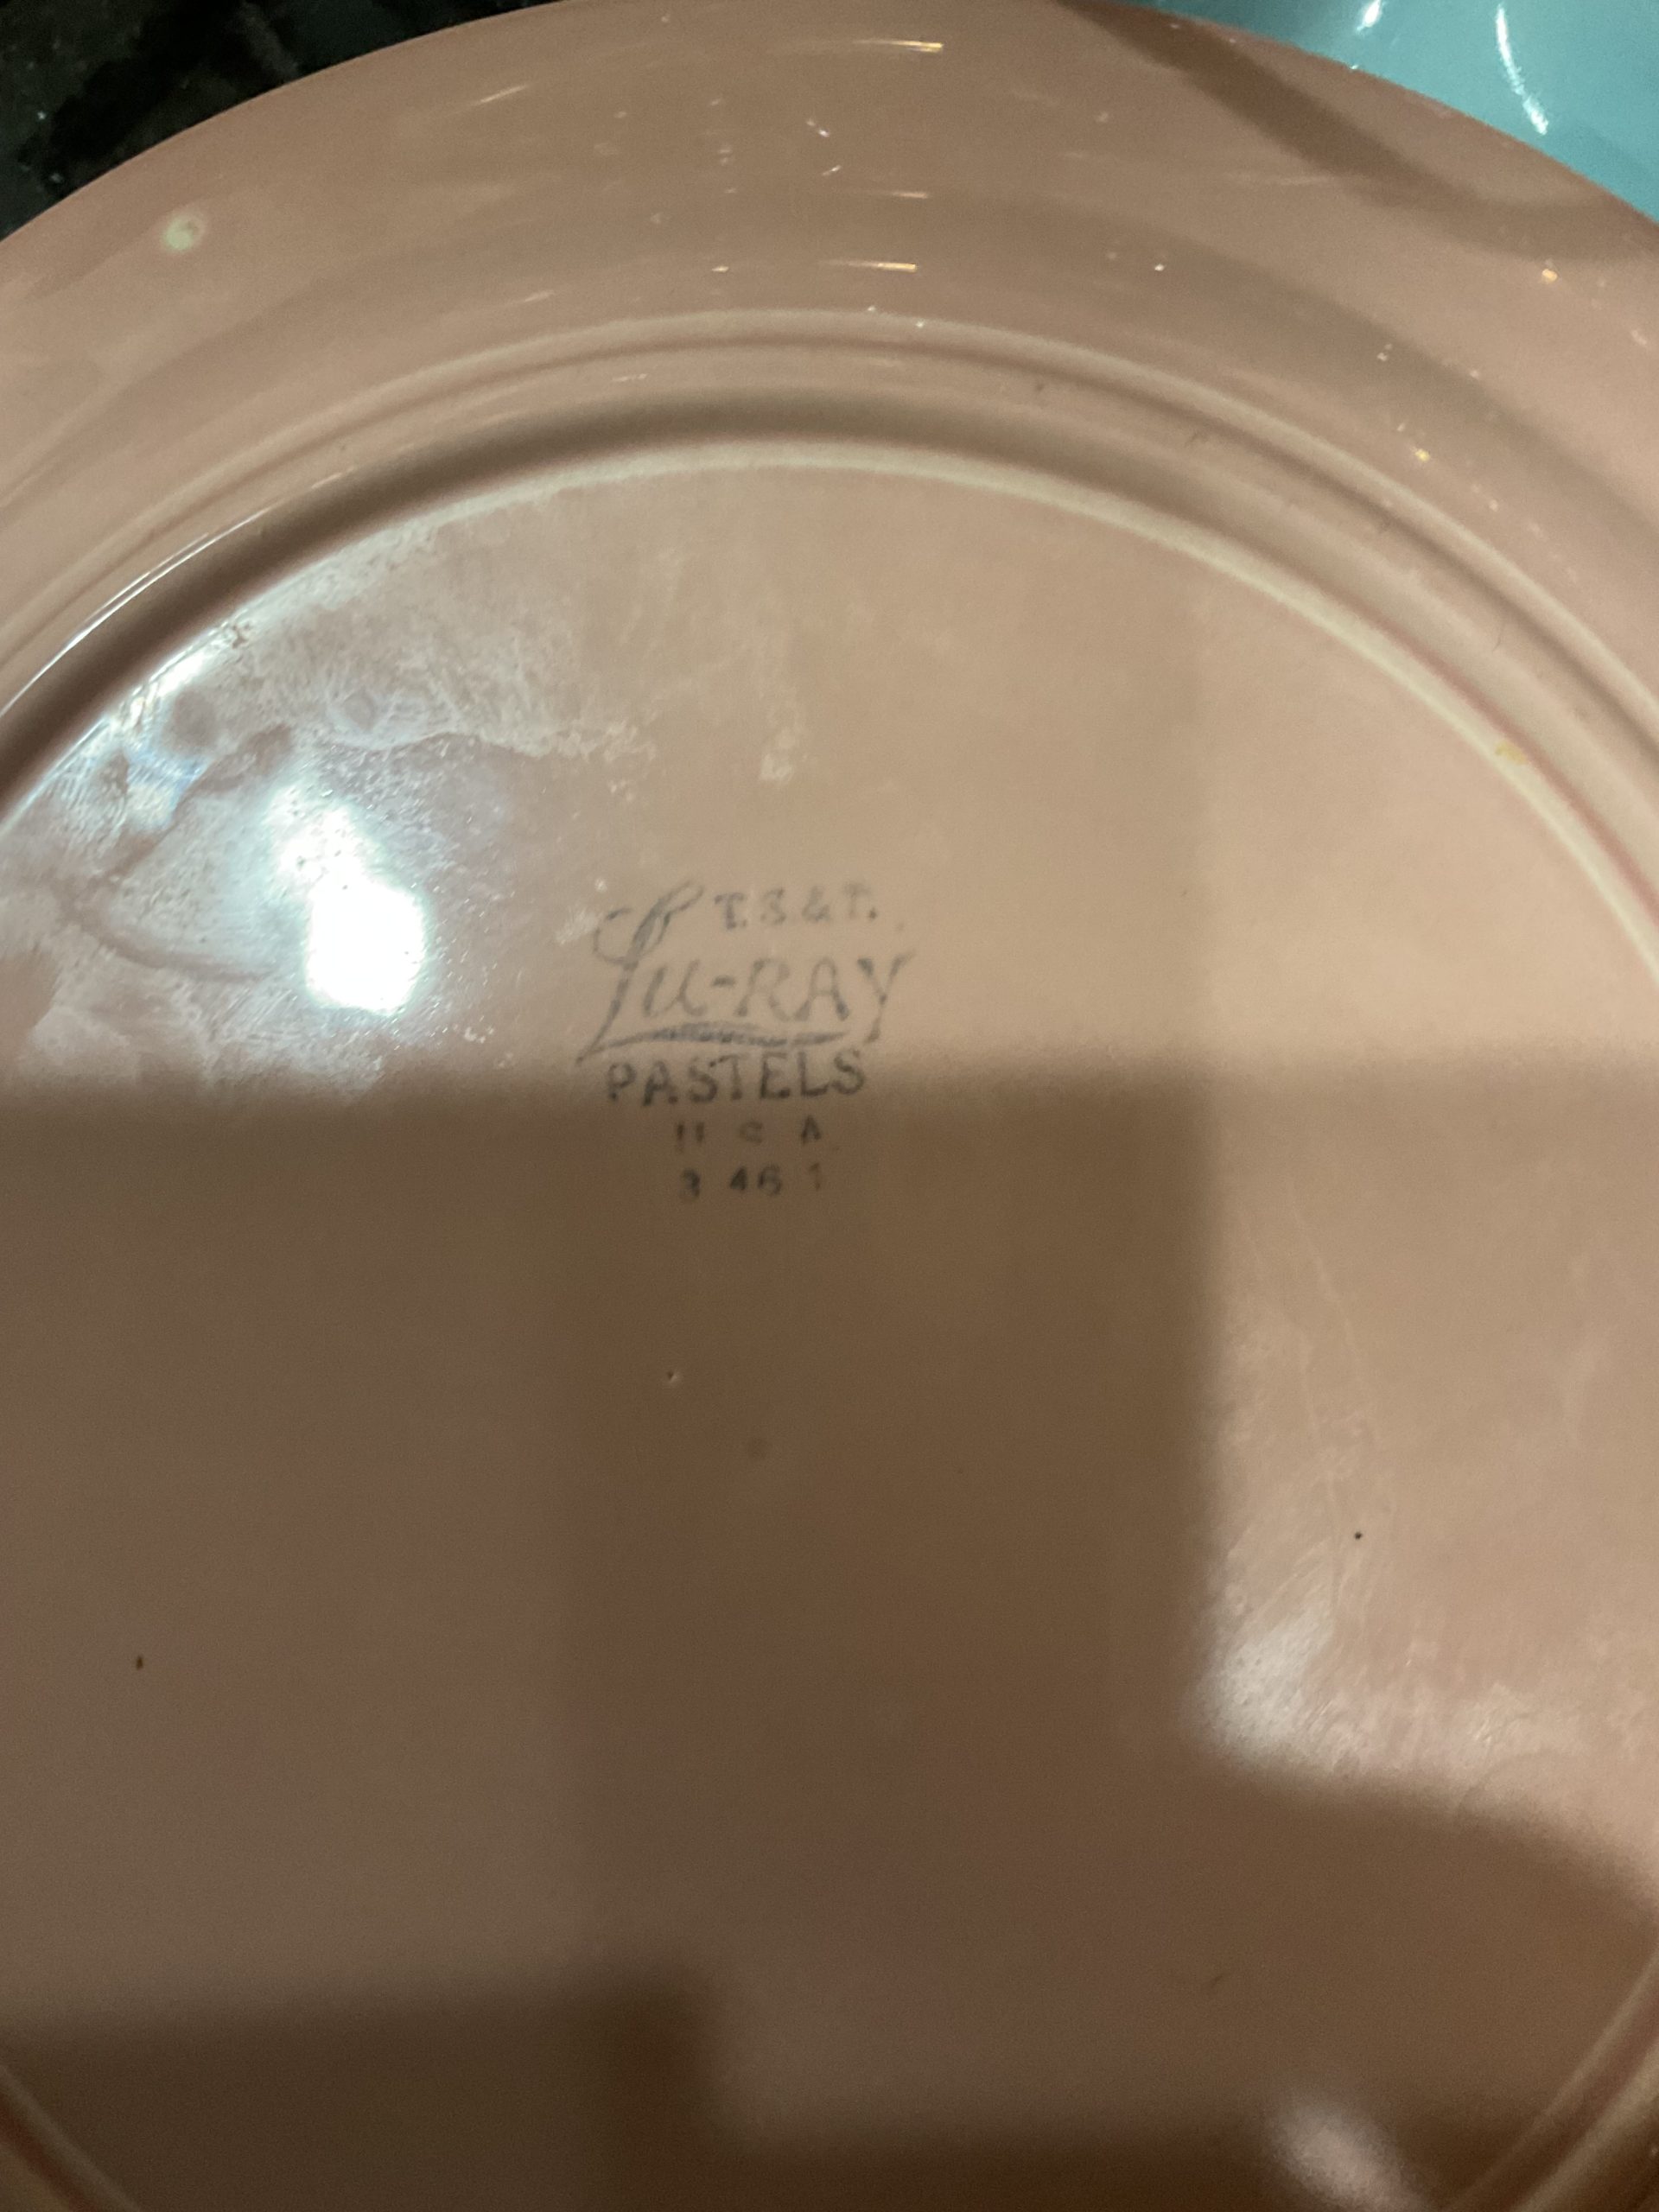 T.S.&T.
Lu-RAY
PASTELS
U S A
3 46 1